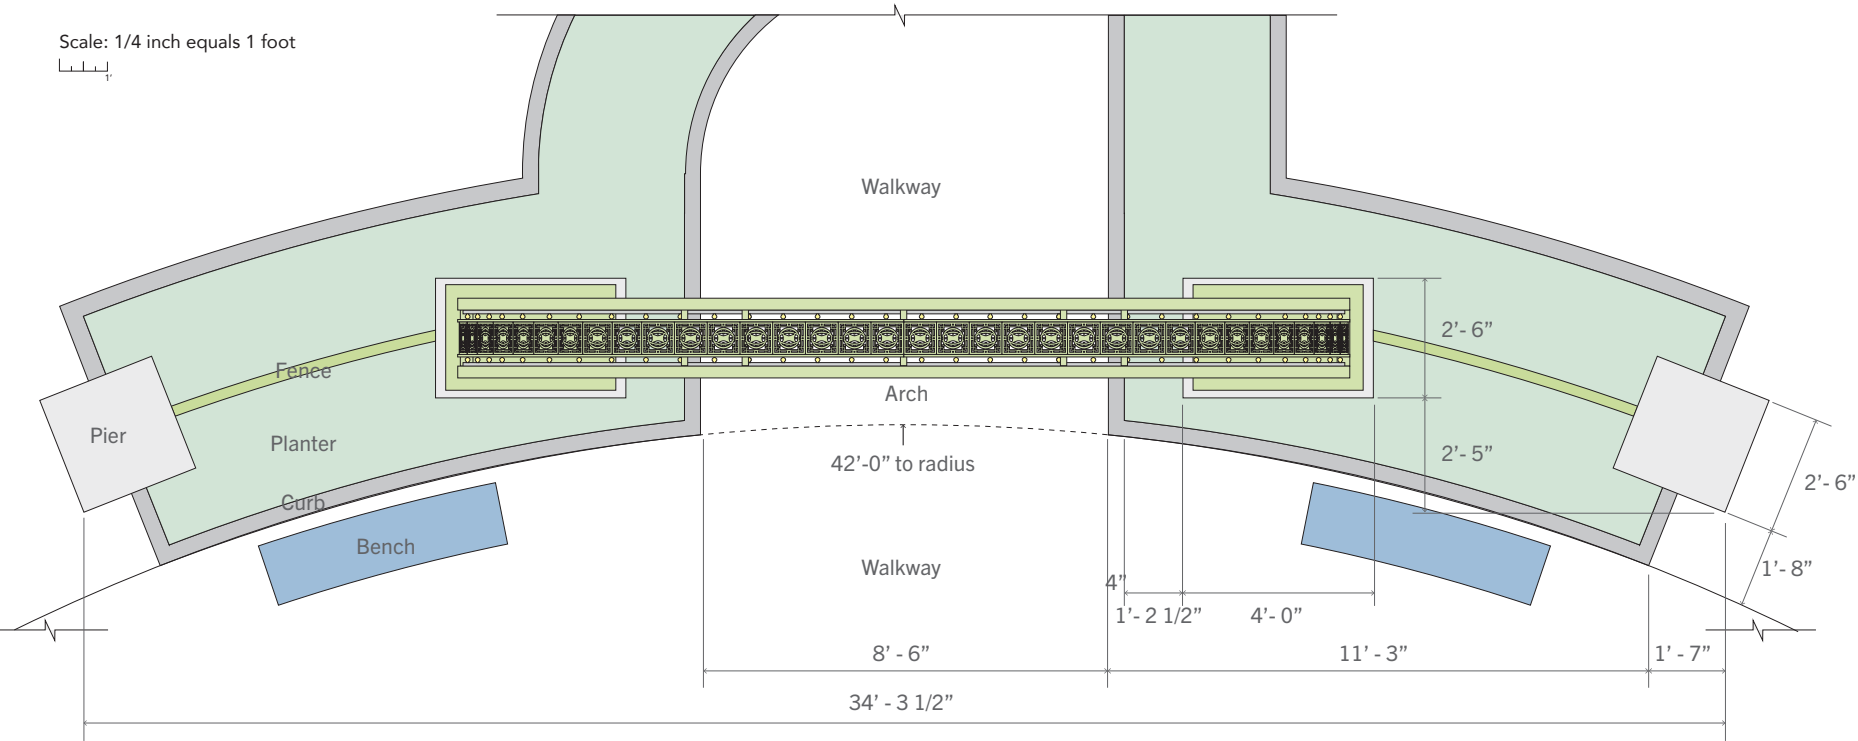 Scale: 1/4 inch equals 1 foot
1’
Walkway
2’- 6”
Fence
Arch
Pier
Planter
2’- 5”
42’-0” to radius
2’- 6”
Curb
Bench
Walkway
1’- 8”
4”
1’- 2 1/2”
4’- 0”
8’ - 6”
11’ - 3”
1’ - 7”
34’ - 3 1/2”